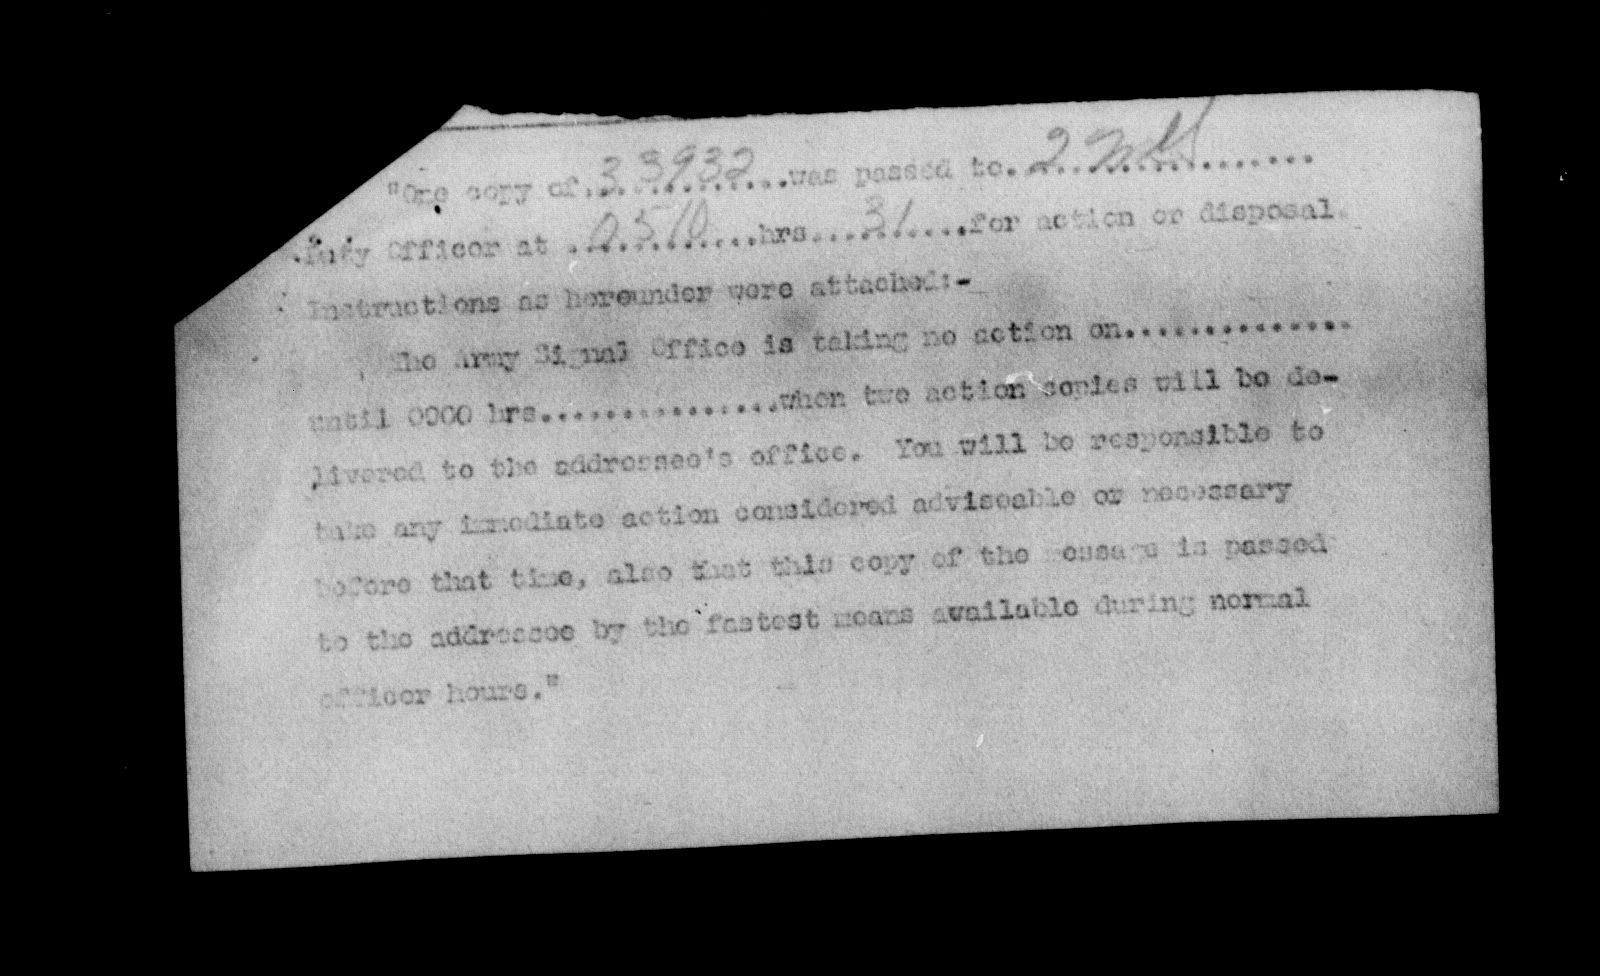 "One copy of 33932 was passed to 2
Duty Officer at 0510 hrs 31 for action or disposal.
Instructions as hereunder were attached:-
The Army Signal Office is taking no action on...............
until 0900 hrs...............when two action copies will be de-
livered to the addressee's office. You will be responsible to
take any immediate action considered adviseable or necessary
before that time, also that this copy of the message is passed
to the addressee by the fastest means available during normal
officer hours."